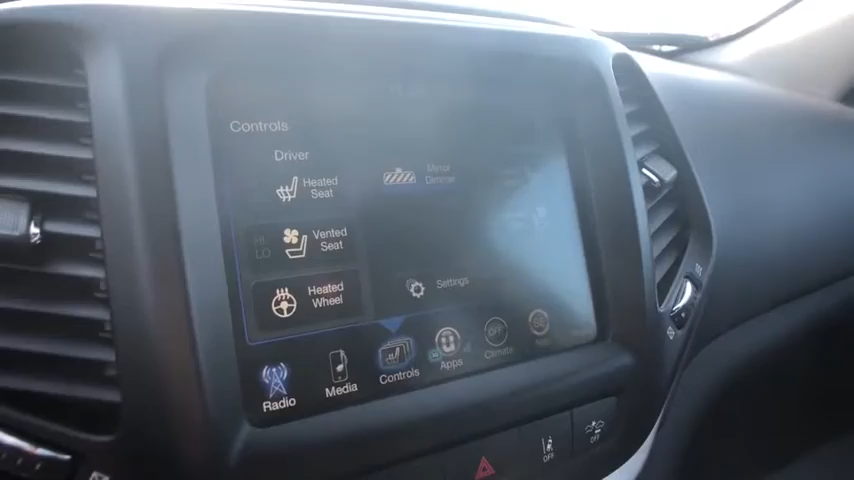 Controls
Driver
Heated
Seat
Mirror
Dimmer
HI
LO
Vented
Seat
Heated
Wheel
Settings
Radio
Media
Controls
Apps
OFF
Climate
OFF
OFF